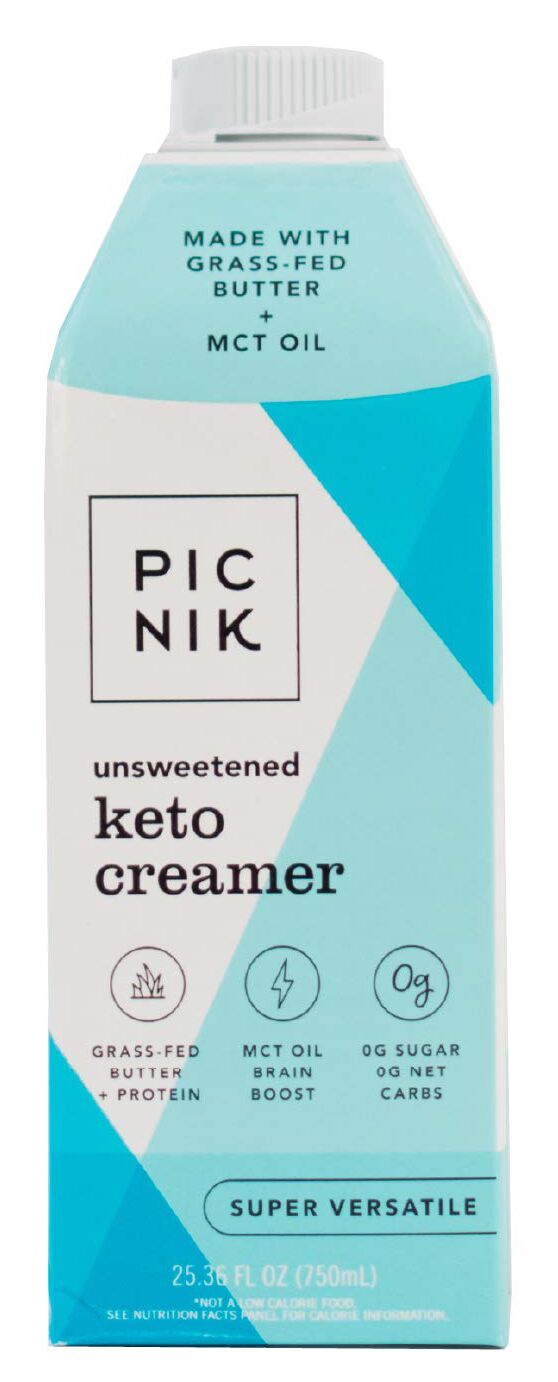 MADE WITH
GRASS-FED
BUTTER
+
MCT OIL
PIC
NIK
unsweetened
keto
creamer
0g
GRASS-FED
BUTTER
+ PROTEIN
MCT OIL
BRAIN
BOOST
0G SUGAR
0G NET
CARBS
SUPER VERSATILE
25.36 FL OZ (750mL)
*NOT A LOW CALORIE FOOD.
SEE NUTRITION FACTS PANEL FOR CALORIE INFORMATION.